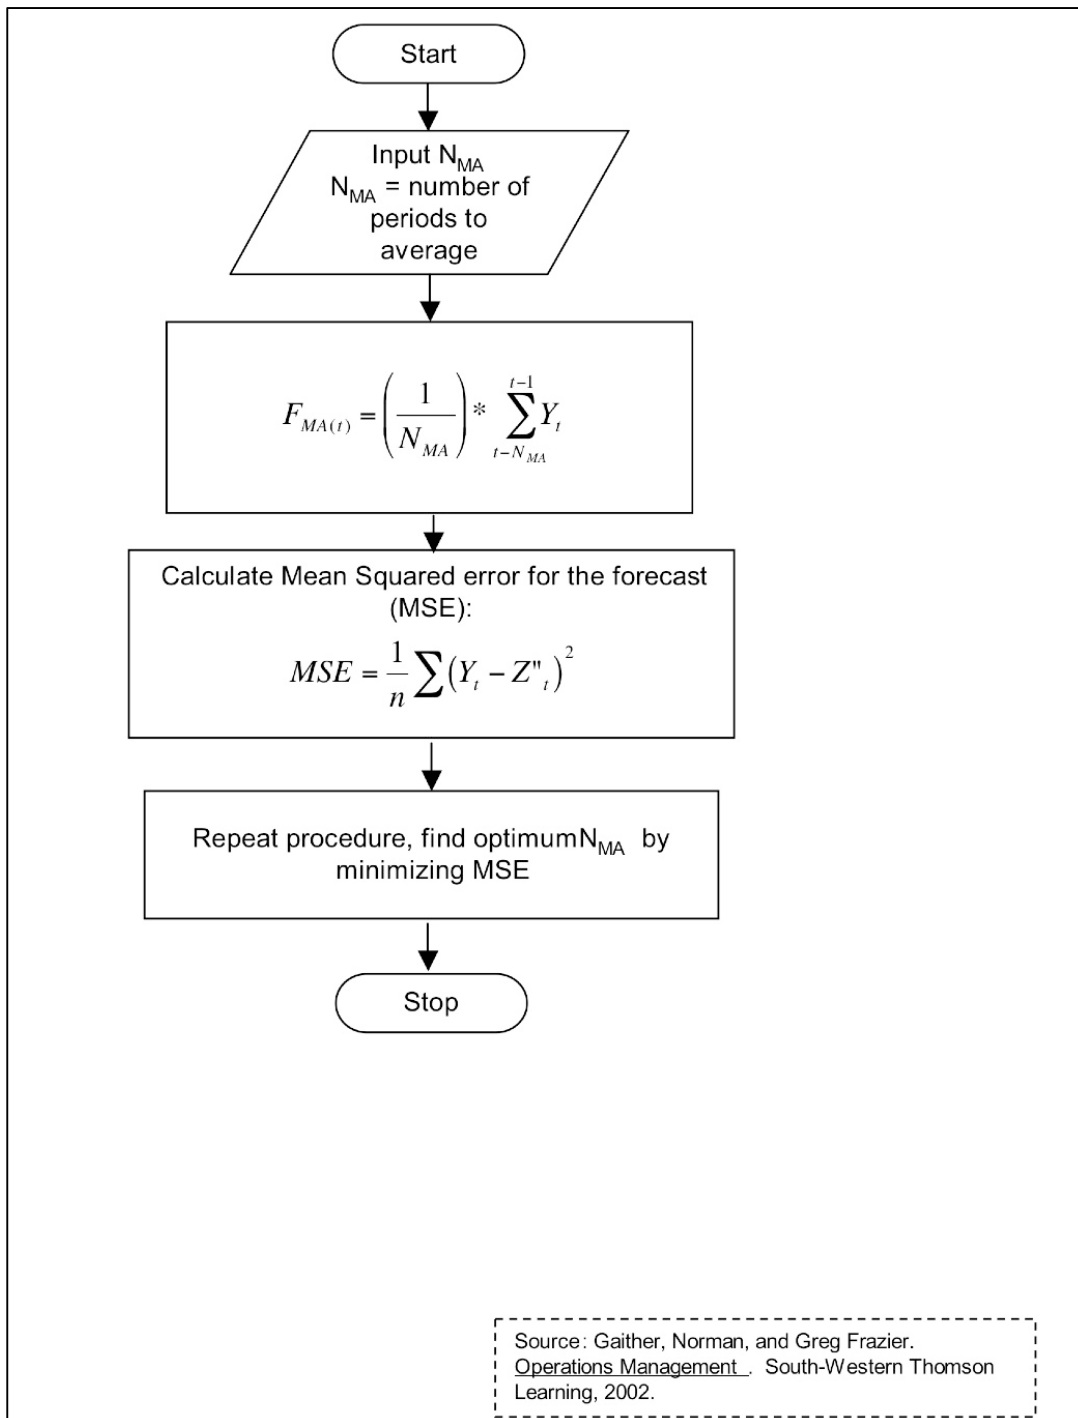 Start
Input N_MA
N_MA = number of
periods to
average
F_MA(t) = (1/N_MA) * ∑_{t-N_MA}^{t-1} Y_t
Calculate Mean Squared error for the forecast
(MSE):
MSE = 1/n ∑ (Y_t − Z"_t)^2
Repeat procedure, find optimumN_MA by
minimizing MSE
Stop
Source: Gaither, Norman, and Greg Frazier.
Operations Management . South-Western Thomson
Learning, 2002.